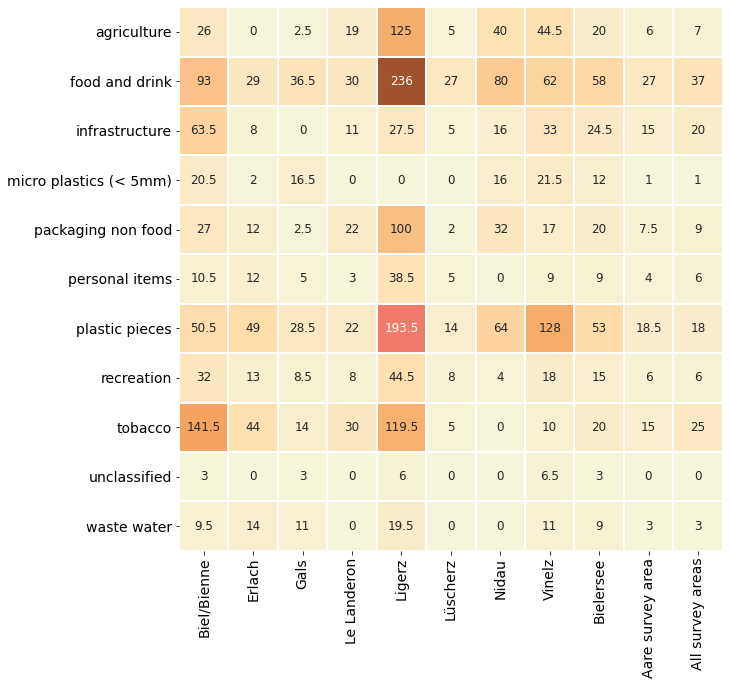 agriculture 26 0 2.5 19 125 5 40 44.5 20 6 7
food and drink 93 29 36.5 30 236 27 80 62 58 27 37
infrastructure 63.5 8 0 11 27.5 5 16 33 24.5 15 20
micro plastics (< 5mm) 20.5 2 16.5 0 0 0 16 21.5 12 1 1
packaging non food 27 12 2.5 22 100 2 32 17 20 7.5 9
personal items 10.5 12 5 3 38.5 5 0 9 9 4 6
plastic pieces 50.5 49 28.5 22 193.5 14 64 128 53 18.5 18
recreation 32 13 8.5 8 44.5 8 4 18 15 6 6
tobacco 141.5 44 14 30 119.5 5 0 10 20 15 25
unclassified 3 0 3 0 6 0 0 6.5 3 0 0
waste water 9.5 14 11 0 19.5 0 0 11 9 3 3
Biel/Bienne
Erlach
Gals
Le Landeron
Ligerz
Lüscherz
Nidau
Vinelz
Bielersee
Aare survey area
All survey areas